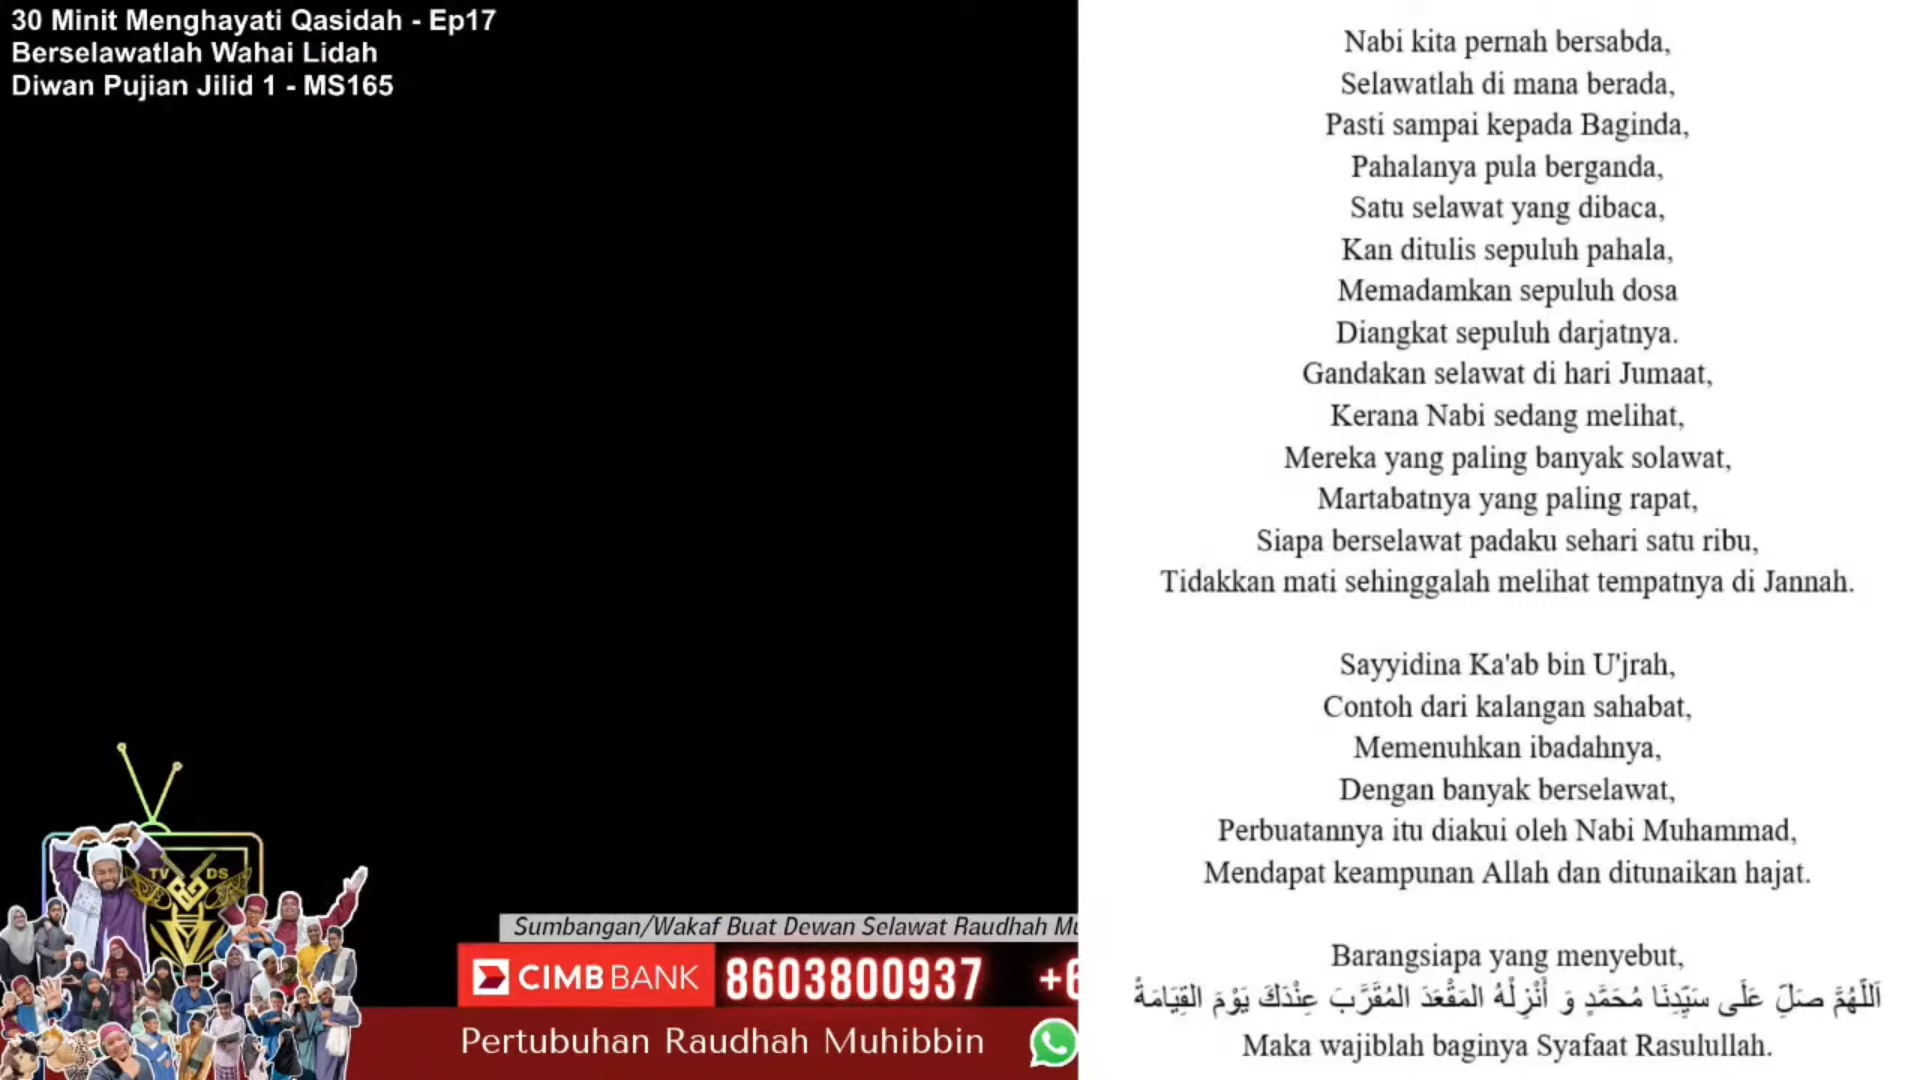 30 Minit Menghayati Qasidah - Ep17
Berselawatlah Wahai Lidah
Diwan Pujian Jilid 1 - MS165
Nabi kita pernah bersabda,
Selawatlah di mana berada,
Pasti sampai kepada Baginda,
Pahalanya pula berganda,
Satu selawat yang dibaca,
Kan ditulis sepuluh pahala,
Memadamkan sepuluh dosa
Diangkat sepuluh darjatnya.
Gandakan selawat di hari Jumaat,
Kerana Nabi sedang melihat,
Mereka yang paling banyak solawat,
Martabatnya yang paling rapat,
Siapa berselawat padaku sehari satu ribu,
Tidakkan mati sehinggalah melihat tempatnya di Jannah.
Sayyidina Ka'ab bin U'jrah,
Contoh dari kalangan sahabat,
Memenuhkan ibadahnya,
Dengan banyak berselawat,
Perbuatannya itu diakui oleh Nabi Muhammad,
Mendapat keampunan Allah dan ditunaikan hajat.
Barangsiapa yang menyebut,
اَللّٰهُمَّ صَلِّ عَلَى سَيِّدِنَا مُحَمَّدٍ وَ أَنْزِلْهُ المَقْعَدَ المُقَرَّبَ عِنْدَكَ يَوْمَ القِيَامَةْ
Maka wajiblah baginya Syafaat Rasulullah.
TV DS
Sumbangan/Wakaf Buat Dewan Selawat Raudhah
CIMB BANK 8603800937 +6
Pertubuhan Raudhah Muhibbin